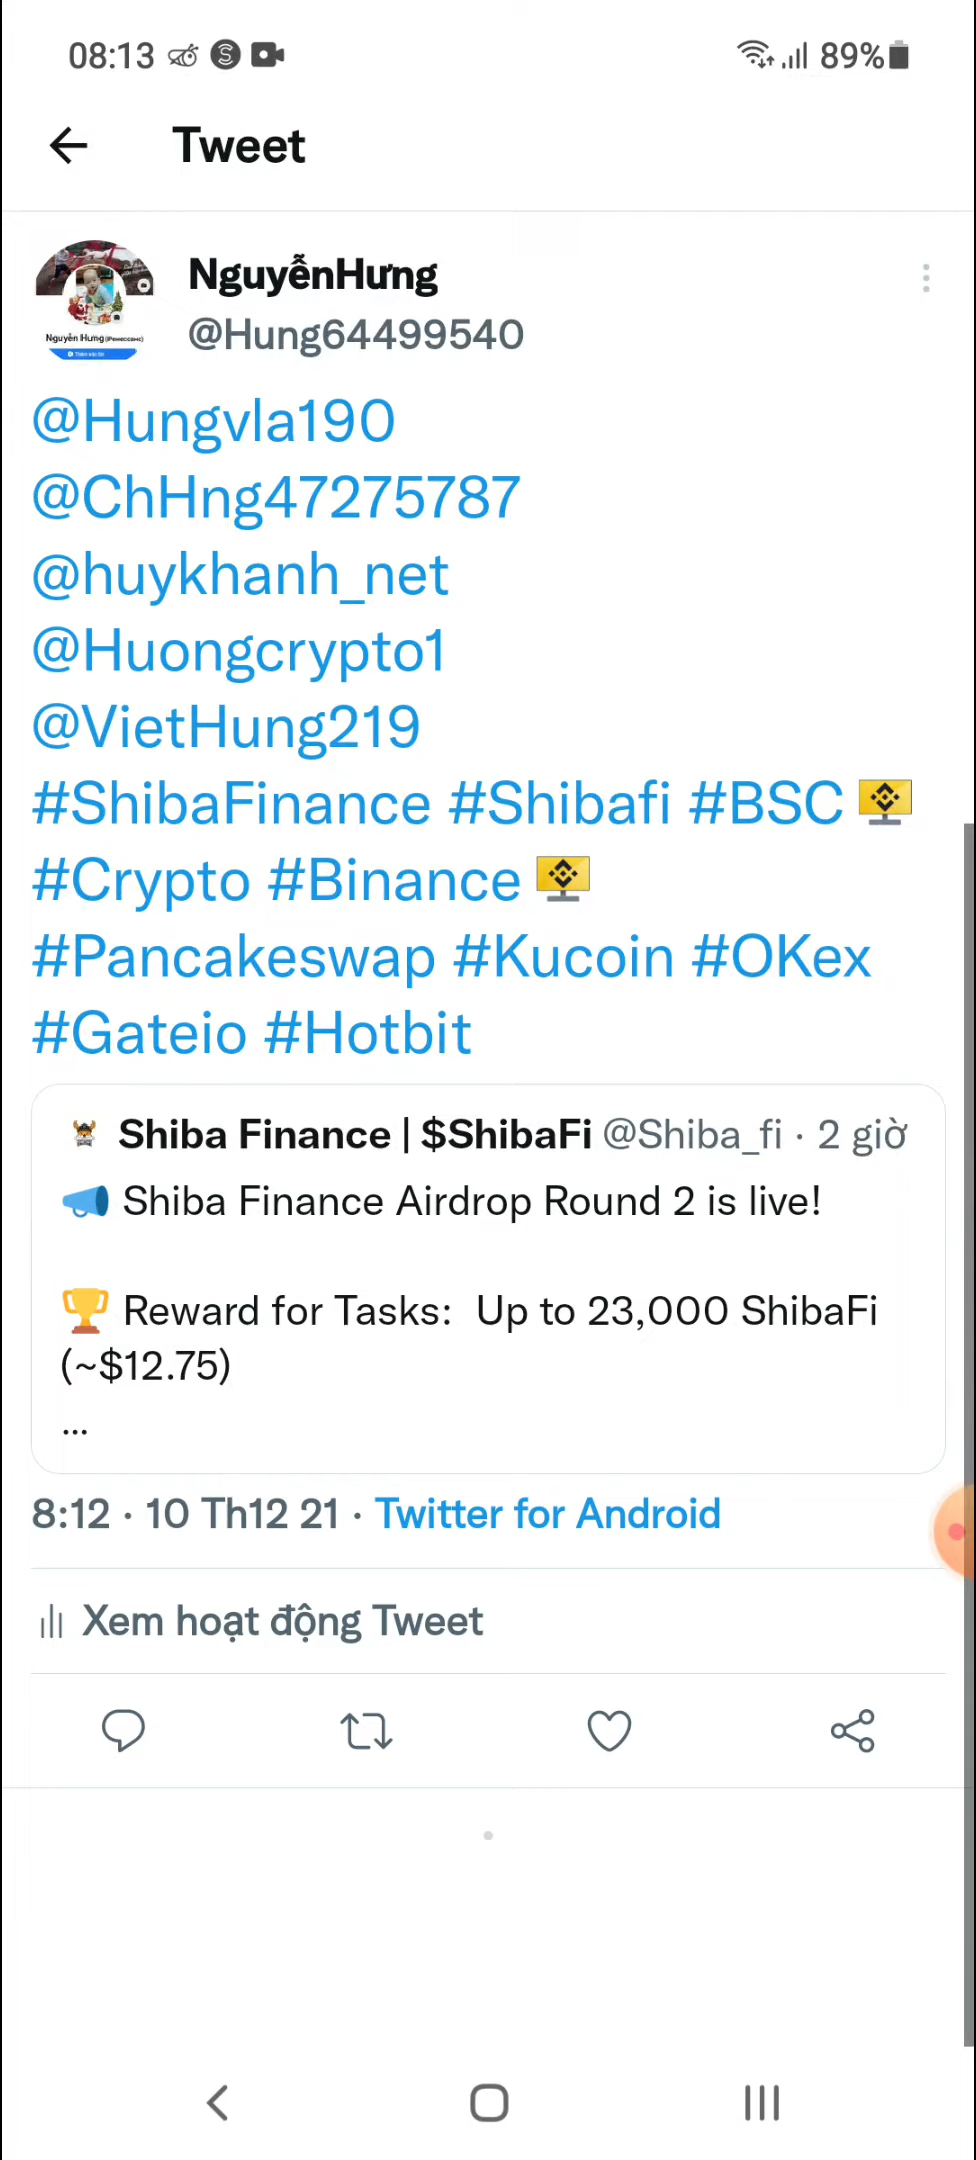 08:13
89%
Tweet
NguyễnHưng
@Hung64499540
Nguyễn Hưng
@Hungvla190
@ChHng47275787
@huykhanh_net
@Huongcrypto1
@VietHung219
#ShibaFinance #Shibafi #BSC
#Crypto #Binance
#Pancakeswap #Kucoin #OKex
#Gateio #Hotbit
Shiba Finance | $ShibaFi @Shiba_fi · 2 giờ
Shiba Finance Airdrop Round 2 is live!
Reward for Tasks: Up to 23,000 ShibaFi
(~$12.75)
...
8:12 · 10 Th12 21 · Twitter for Android
Xem hoạt động Tweet